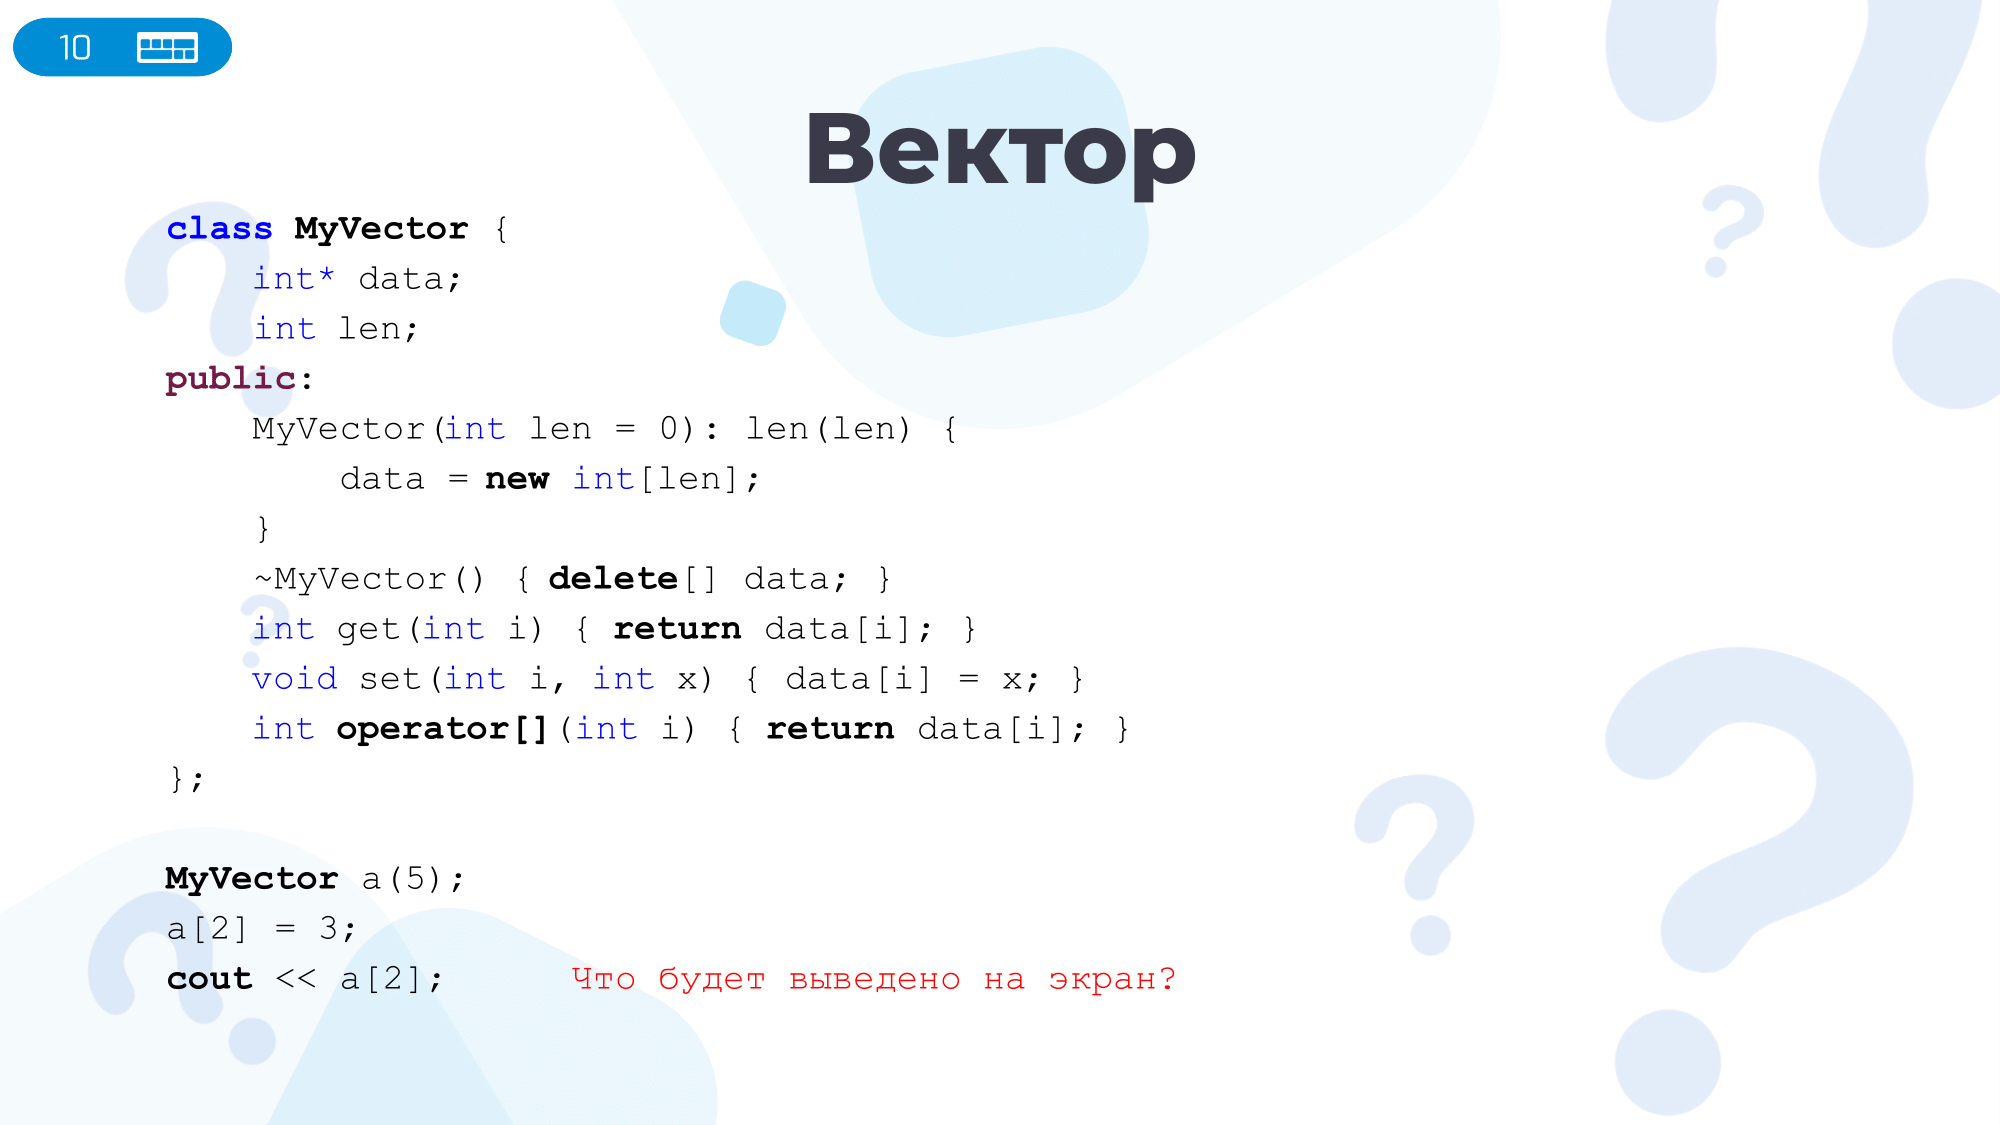 10
Вектор
class MyVector {
    int* data;
    int len;
public:
    MyVector(int len = 0): len(len) {
        data = new int[len];
    }
    ~MyVector() { delete[] data; }
    int get(int i) { return data[i]; }
    void set(int i, int x) { data[i] = x; }
    int operator[](int i) { return data[i]; }
};
MyVector a(5);
a[2] = 3;
cout << a[2]; Что будет выведено на экран?